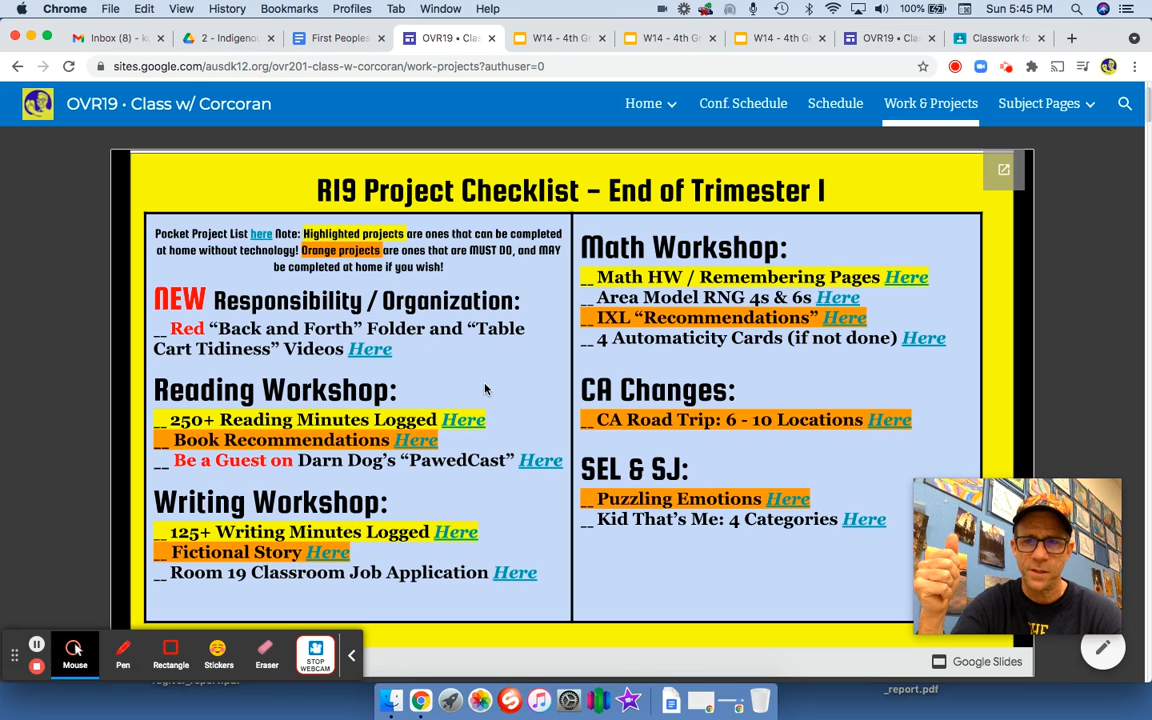 Chrome File Edit View History Bookmarks Profiles Tab Window Help 100% Sun 5:45 PM
Inbox (8) - k 2 - Indigeno First Peoples OVR19 • Clas W14 - 4th Gr W14 - 4th G W14 - 4th G OVR19 • Clas Classwork fo
sites.google.com/ausdk12.org/ovr201-class-w-corcoran/work-projects?authuser=0
OVR19 • Class w/ Corcoran Home Conf. Schedule Schedule Work & Projects Subject Pages
R19 Project Checklist - End of Trimester 1
Pocket Project List here Note: Highlighted projects are ones that can be completed
at home without technology! Orange projects are ones that are MUST DO, and MAY
be completed at home if you wish!
NEW Responsibility / Organization:
__ Red “Back and Forth” Folder and “Table
Cart Tidiness” Videos Here
Reading Workshop:
__ 250+ Reading Minutes Logged Here
__ Book Recommendations Here
__ Be a Guest on Darn Dog’s “PawedCast” Here
Writing Workshop:
__ 125+ Writing Minutes Logged Here
__ Fictional Story Here
__ Room 19 Classroom Job Application Here
Math Workshop:
__ Math HW / Remembering Pages Here
__ Area Model RNG 4s & 6s Here
__ IXL “Recommendations” Here
__ 4 Automaticity Cards (if not done) Here
CA Changes:
__ CA Road Trip: 6 - 10 Locations Here
SEL & SJ:
__ Puzzling Emotions Here
__ Kid That’s Me: 4 Categories Here
Mouse Pen Rectangle Stickers Eraser STOP WEBCAM
Google Slides
_report.pdf